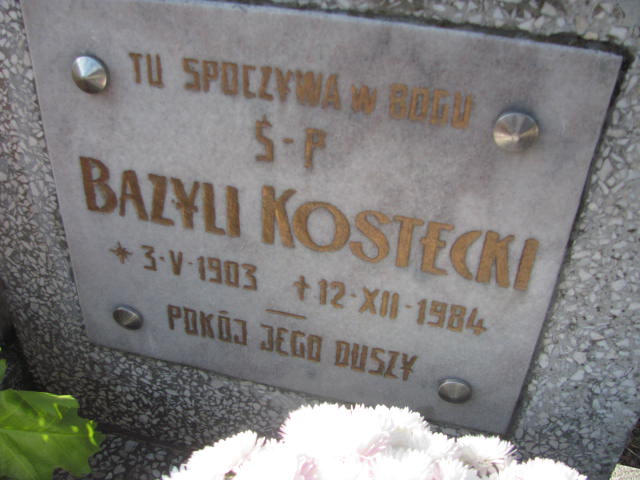 TU SPOCZYWA W BOGU
Ś-P
BAZYLI KOSTECKI
* 3-V-1903 † 12-XII-1984
POKÓJ JEGO DUSZY